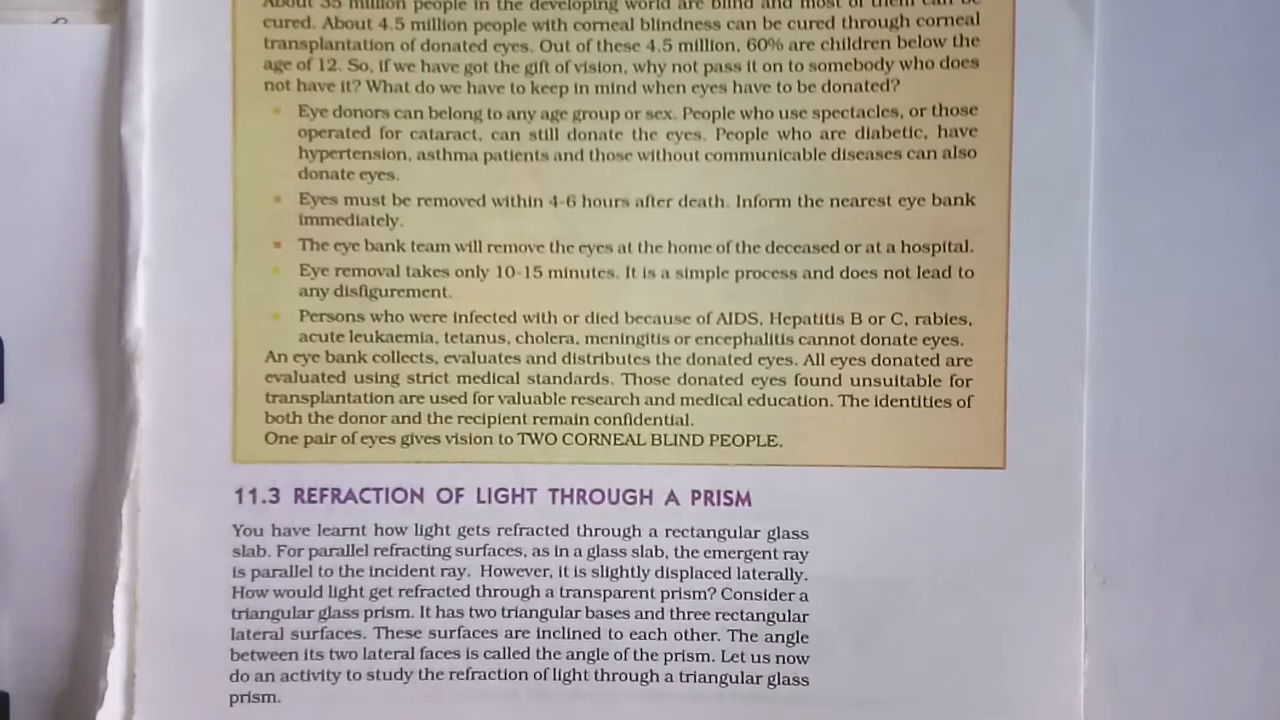 About 35 million people in the developing world are blind and most of them can be
cured. About 4.5 million people with corneal blindness can be cured through corneal
transplantation of donated eyes. Out of these 4.5 million, 60% are children below the
age of 12. So, if we have got the gift of vision, why not pass it on to somebody who does
not have it? What do we have to keep in mind when eyes have to be donated?
Eye donors can belong to any age group or sex. People who use spectacles, or those
operated for cataract, can still donate the eyes. People who are diabetic, have
hypertension, asthma patients and those without communicable diseases can also
donate eyes.
Eyes must be removed within 4-6 hours after death. Inform the nearest eye bank
immediately.
The eye bank team will remove the eyes at the home of the deceased or at a hospital.
Eye removal takes only 10-15 minutes. It is a simple process and does not lead to
any disfigurement.
Persons who were infected with or died because of AIDS, Hepatitis B or C, rabies,
acute leukaemia, tetanus, cholera, meningitis or encephalitis cannot donate eyes.
An eye bank collects, evaluates and distributes the donated eyes. All eyes donated are
evaluated using strict medical standards. Those donated eyes found unsuitable for
transplantation are used for valuable research and medical education. The identities of
both the donor and the recipient remain confidential.
One pair of eyes gives vision to TWO CORNEAL BLIND PEOPLE.
11.3 REFRACTION OF LIGHT THROUGH A PRISM
You have learnt how light gets refracted through a rectangular glass
slab. For parallel refracting surfaces, as in a glass slab, the emergent ray
is parallel to the incident ray. However, it is slightly displaced laterally.
How would light get refracted through a transparent prism? Consider a
triangular glass prism. It has two triangular bases and three rectangular
lateral surfaces. These surfaces are inclined to each other. The angle
between its two lateral faces is called the angle of the prism. Let us now
do an activity to study the refraction of light through a triangular glass
prism.